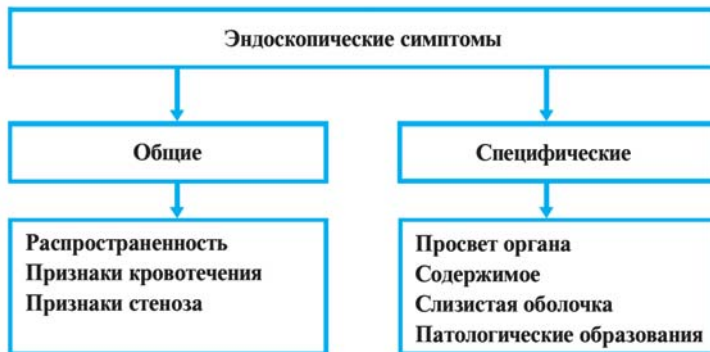 Эндоскопические симптомы
Общие
Специфические
Распространенность
Признаки кровотечения
Признаки стеноза
Просвет органа
Содержимое
Слизистая оболочка
Патологические образования